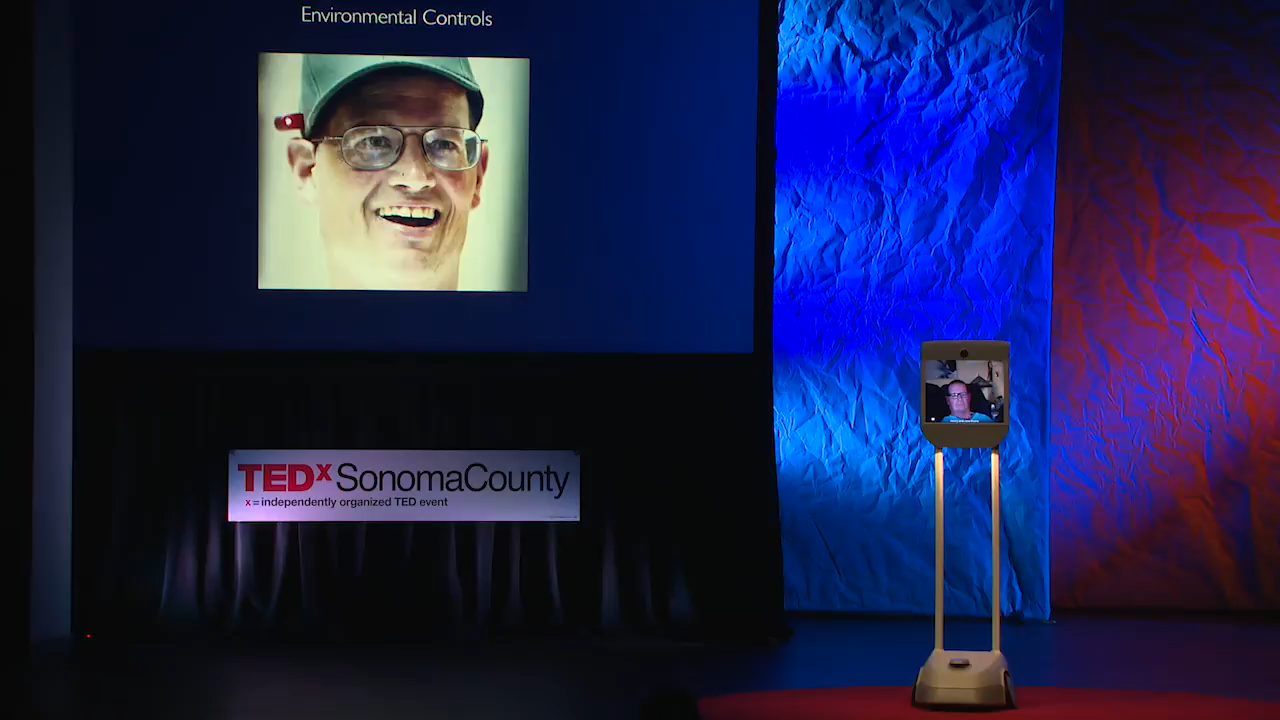 Environmental Controls
TEDxSonomaCounty
x = independently organized TED event